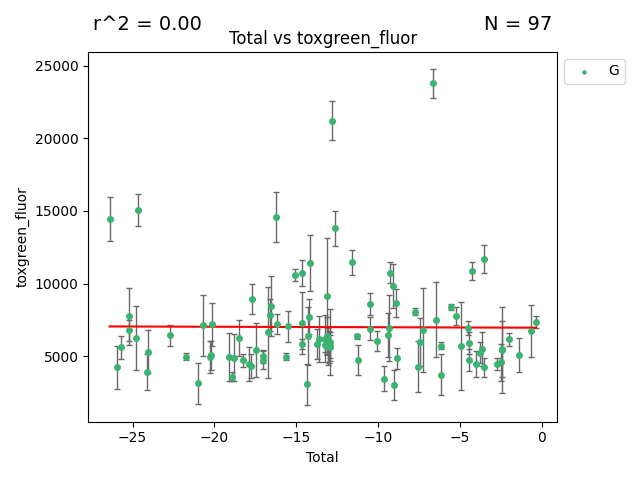 r^2 = 0.00
N = 97
Total vs toxgreen_fluor
G
25000
20000
15000
10000
5000
toxgreen_fluor
−25
−20
−15
−10
−5
0
Total